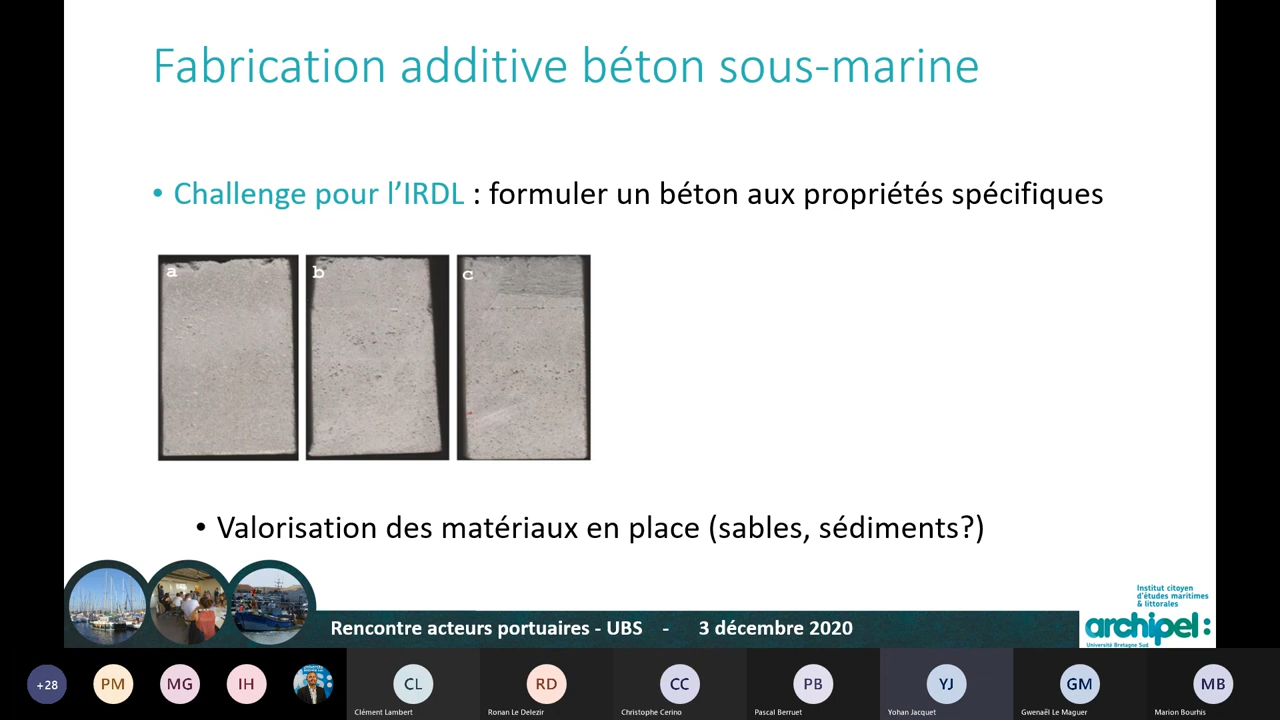 Fabrication additive béton sous-marine
• Challenge pour l’IRDL : formuler un béton aux propriétés spécifiques
a
b
c
• Valorisation des matériaux en place (sables, sédiments?)
Institut citoyen
d'études maritimes
& littorales
archipel:
Université Bretagne Sud
Rencontre acteurs portuaires - UBS - 3 décembre 2020
+28
PM
MG
IH
CL
RD
CC
PB
YJ
GM
MB
Clément Lambert
Ronan Le Delezir
Christophe Cerino
Pascal Berruet
Yohan Jacquet
Gwenaël Le Maguer
Marion Bourhis